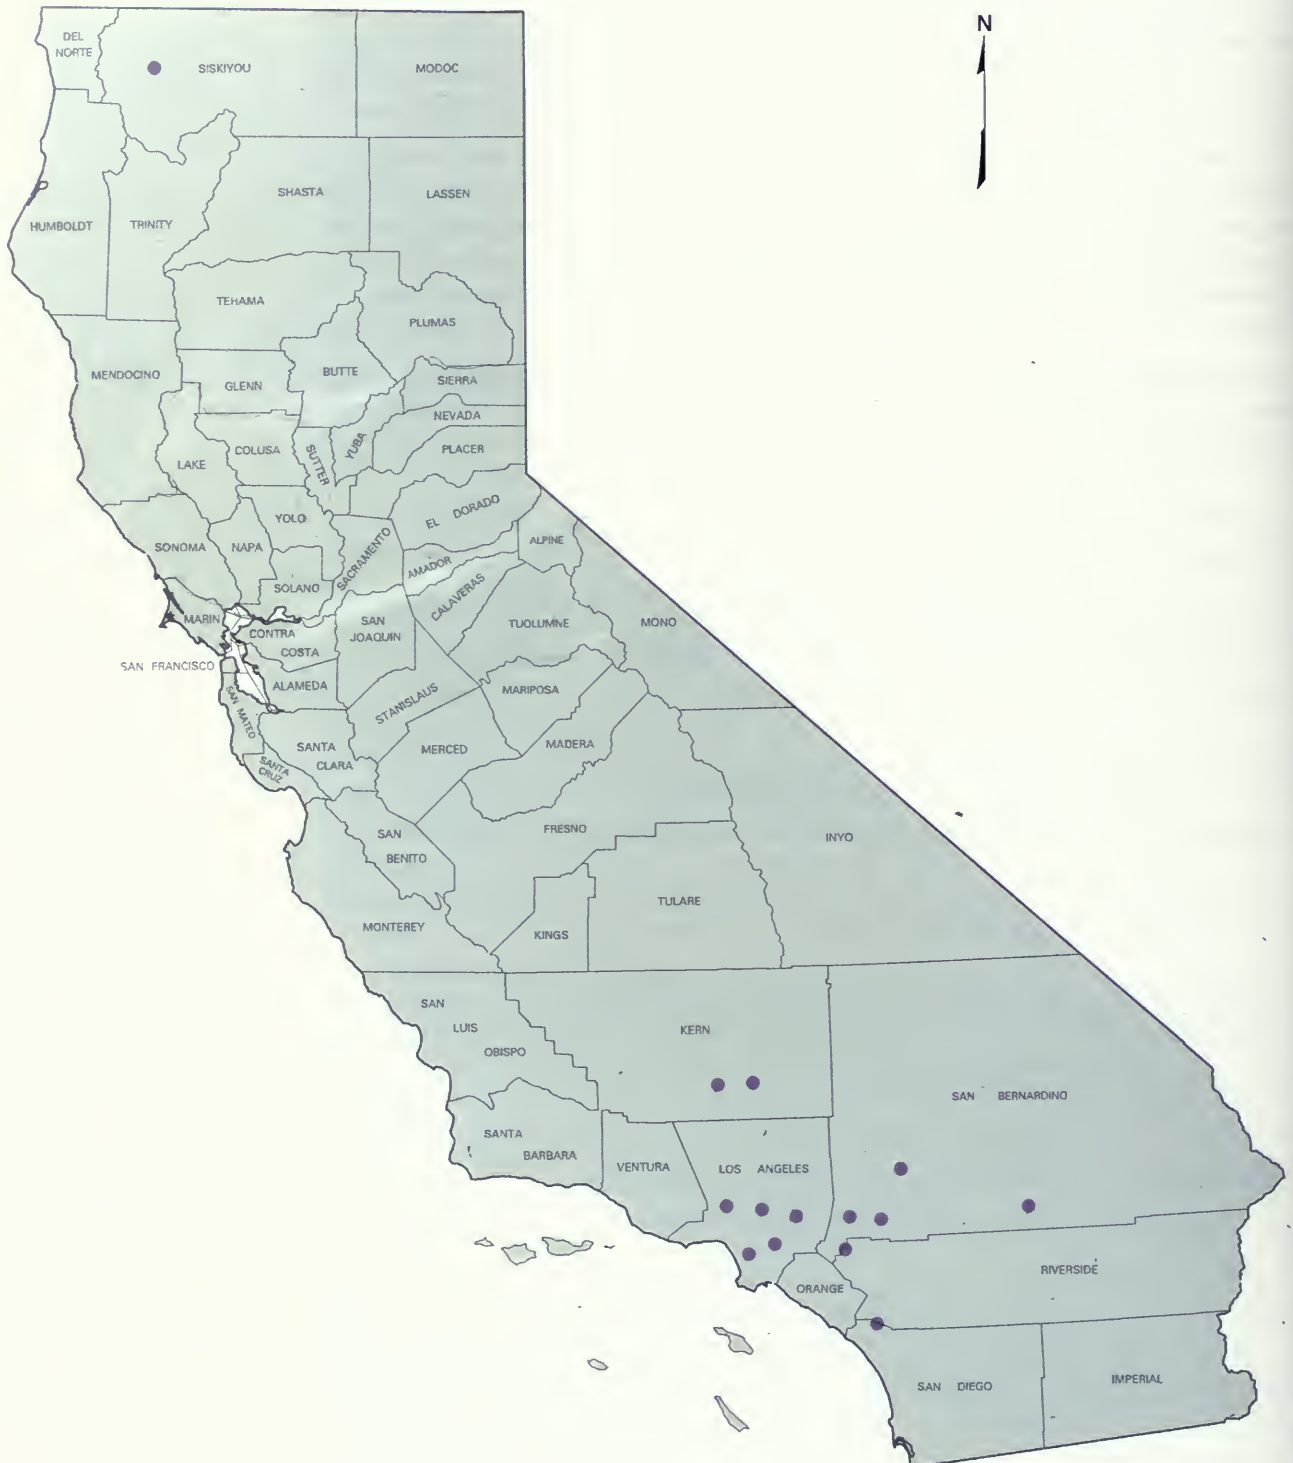 N
DEL
NORTE
SISKIYOU
MODOC
HUMBOLDT
TRINITY
SHASTA
LASSEN
TEHAMA
PLUMAS
MENDOCINO
GLENN
BUTTE
SIERRA
NEVADA
PLACER
YUBA
SUTTER
COLUSA
LAKE
EL DORADO
YOLO
SONOMA
NAPA
SACRAMENTO
ALPINE
AMADOR
SOLANO
CALAVERAS
MARIN
SAN
JOAQUIN
TUOLUMNE
MONO
CONTRA
COSTA
SAN FRANCISCO
ALAMEDA
STANISLAUS
MARIPOSA
SAN MATEO
SANTA
CLARA
MERCED
MADERA
SANTA
CRUZ
FRESNO
INYO
SAN
BENITO
TULARE
MONTEREY
KINGS
SAN
LUIS
OBISPO
KERN
SAN BERNARDINO
SANTA
BARBARA
VENTURA
LOS ANGELES
RIVERSIDE
ORANGE
SAN DIEGO
IMPERIAL